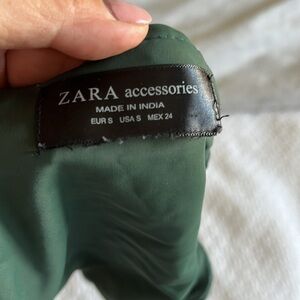 ZARA accessories
MADE IN INDIA
EUR S USA S MEX 24